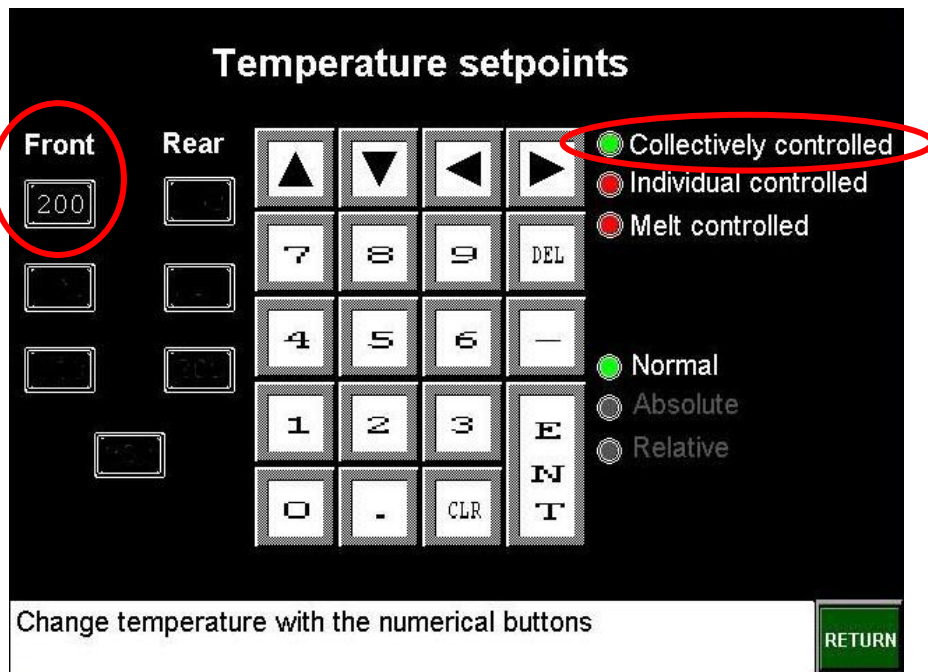 Temperature setpoints
Front Rear
200
Collectively controlled
Individual controlled
Melt controlled
7 8 9 DEL
4 5 6 —
Normal
Absolute
Relative
1 2 3 ENT
0 . CLR
Change temperature with the numerical buttons
RETURN